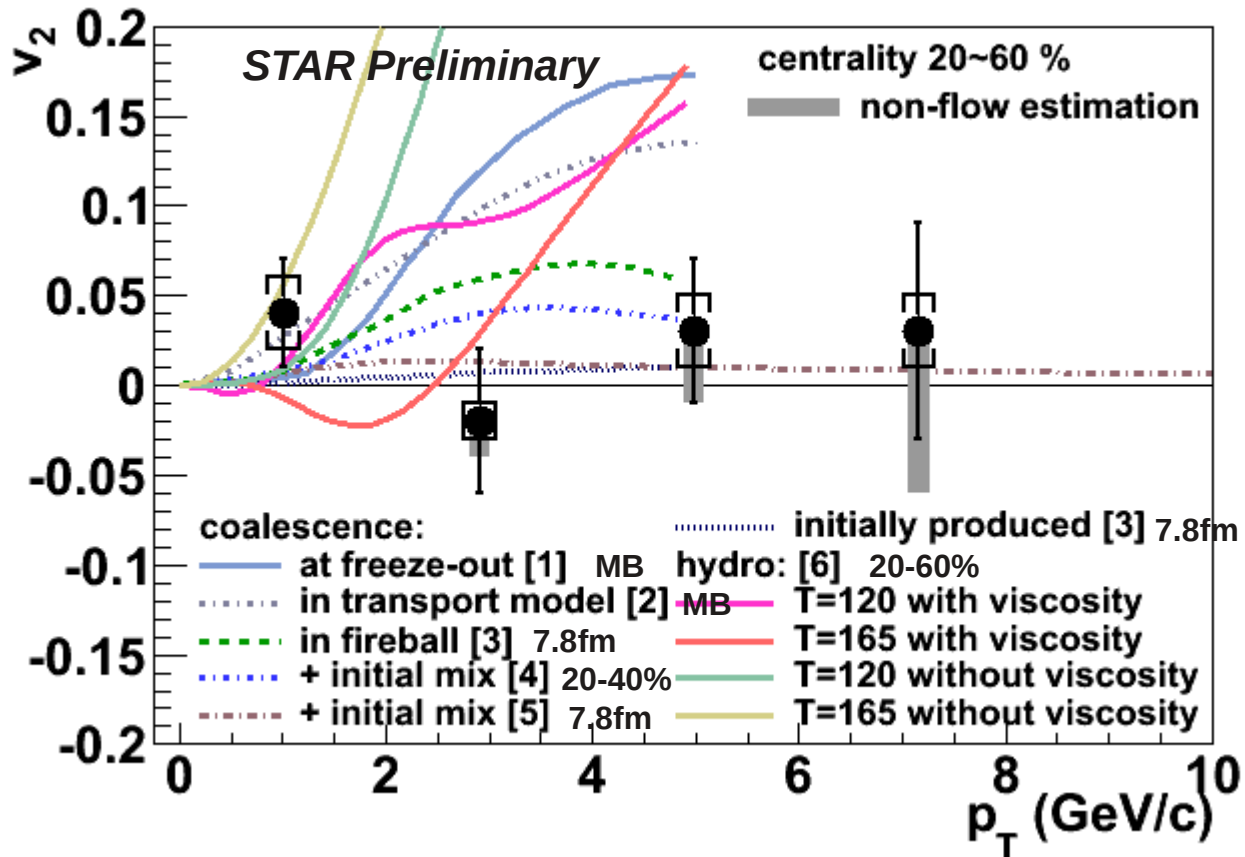 v2
0.2
0.15
0.1
0.05
0
-0.05
-0.1
-0.15
-0.2
STAR Preliminary
centrality 20~60 %
non-flow estimation
coalescence:
at freeze-out [1] MB
in transport model [2] MB
in fireball [3] 7.8fm
+ initial mix [4] 20-40%
+ initial mix [5] 7.8fm
initially produced [3] 7.8fm
hydro: [6] 20-60%
T=120 with viscosity
T=165 with viscosity
T=120 without viscosity
T=165 without viscosity
0 2 4 6 8 10
pT (GeV/c)